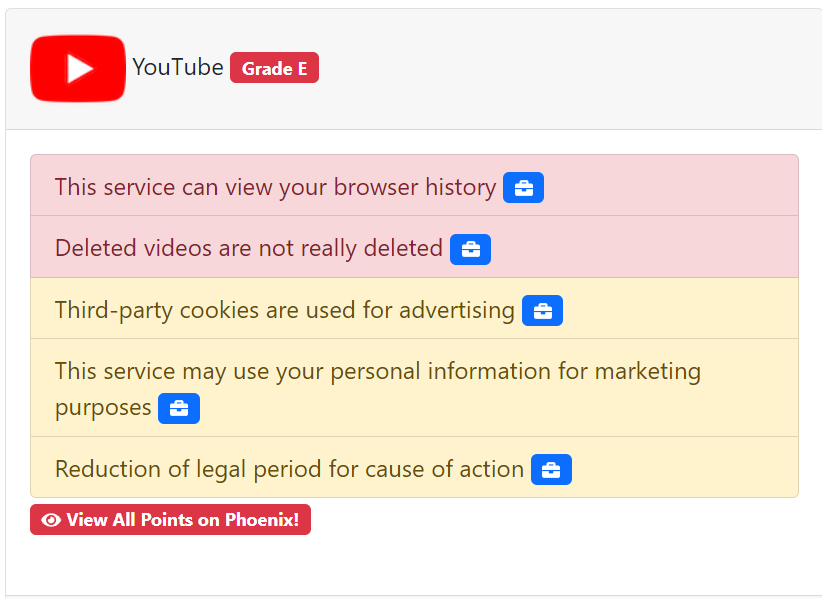 YouTube Grade E
This service can view your browser history
Deleted videos are not really deleted
Third-party cookies are used for advertising
This service may use your personal information for marketing
purposes
Reduction of legal period for cause of action
View All Points on Phoenix!